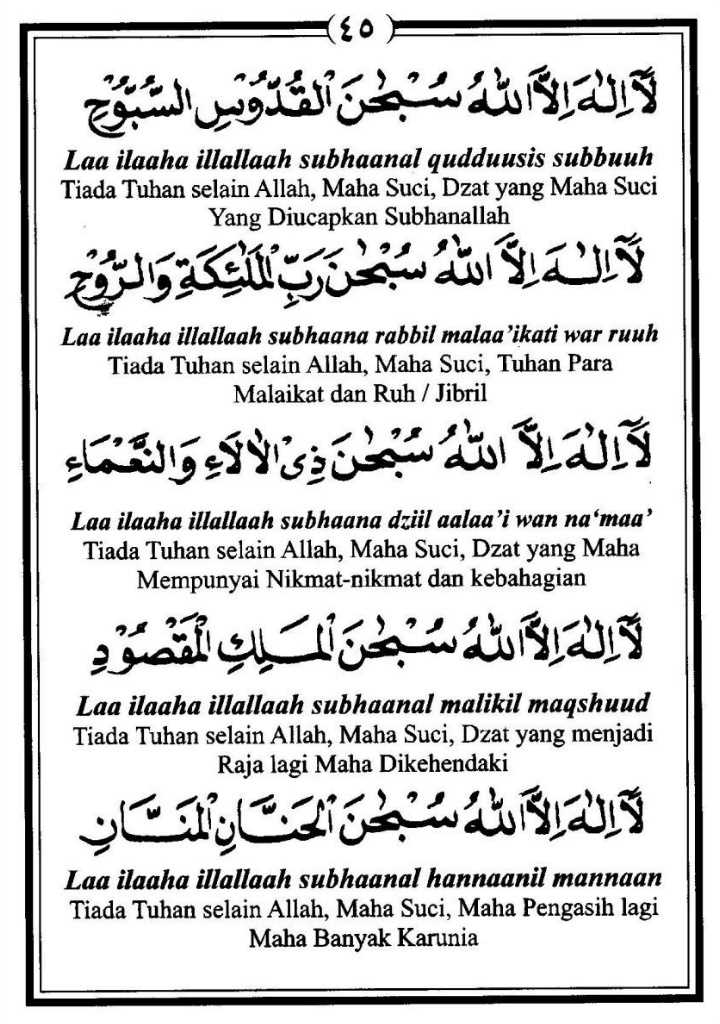 (٤٥)
لَآ اِلٰهَ اِلَّا اللّٰهُ سُبْحٰنَ الْقُدُّوْسِ السُّبُّوْحِ
Laa ilaaha illallaah subhaanal qudduusis subbuuh
Tiada Tuhan selain Allah, Maha Suci, Dzat yang Maha Suci
Yang Diucapkan Subhanallah
لَآ اِلٰهَ اِلَّا اللّٰهُ سُبْحٰنَ رَبِّ الْمَلٰئِكَةِ وَالرُّوْحِ
Laa ilaaha illallaah subhaana rabbil malaa’ikati war ruuh
Tiada Tuhan selain Allah, Maha Suci, Tuhan Para
Malaikat dan Ruh / Jibril
لَآ اِلٰهَ اِلَّا اللّٰهُ سُبْحٰنَ ذِى الْاٰلَاءِ وَالنَّعْمَاءِ
Laa ilaaha illallaah subhaana dziil aalaa’i wan na‘maa’
Tiada Tuhan selain Allah, Maha Suci, Dzat yang Maha
Mempunyai Nikmat-nikmat dan kebahagian
لَآ اِلٰهَ اِلَّا اللّٰهُ سُبْحٰنَ الْمَلِكِ الْمَقْصُوْدِ
Laa ilaaha illallaah subhaanal malikil maqshuud
Tiada Tuhan selain Allah, Maha Suci, Dzat yang menjadi
Raja lagi Maha Dikehendaki
لَآ اِلٰهَ اِلَّا اللّٰهُ سُبْحٰنَ الْحَنَّانِ الْمَنَّانِ
Laa ilaaha illallaah subhaanal hannaanil mannaan
Tiada Tuhan selain Allah, Maha Suci, Maha Pengasih lagi
Maha Banyak Karunia